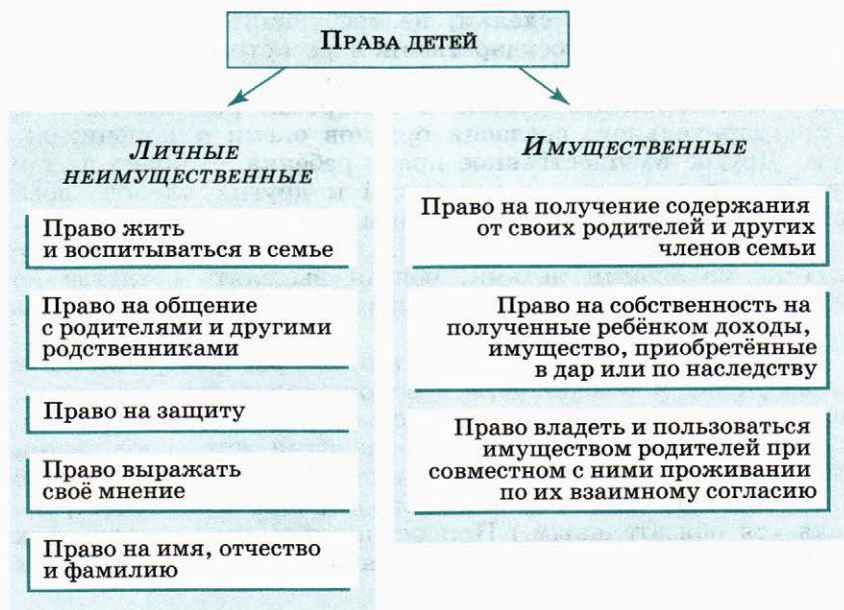 ПРАВА ДЕТЕЙ
ЛИЧНЫЕ
НЕИМУЩЕСТВЕННЫЕ
Право жить
и воспитываться в семье
Право на общение
с родителями и другими
родственниками
Право на защиту
Право выражать
своё мнение
Право на имя, отчество
и фамилию
ИМУЩЕСТВЕННЫЕ
Право на получение содержания
от своих родителей и других
членов семьи
Право на собственность на
полученные ребёнком доходы,
имущество, приобретённые
в дар или по наследству
Право владеть и пользоваться
имуществом родителей при
совместном с ними проживании
по их взаимному согласию